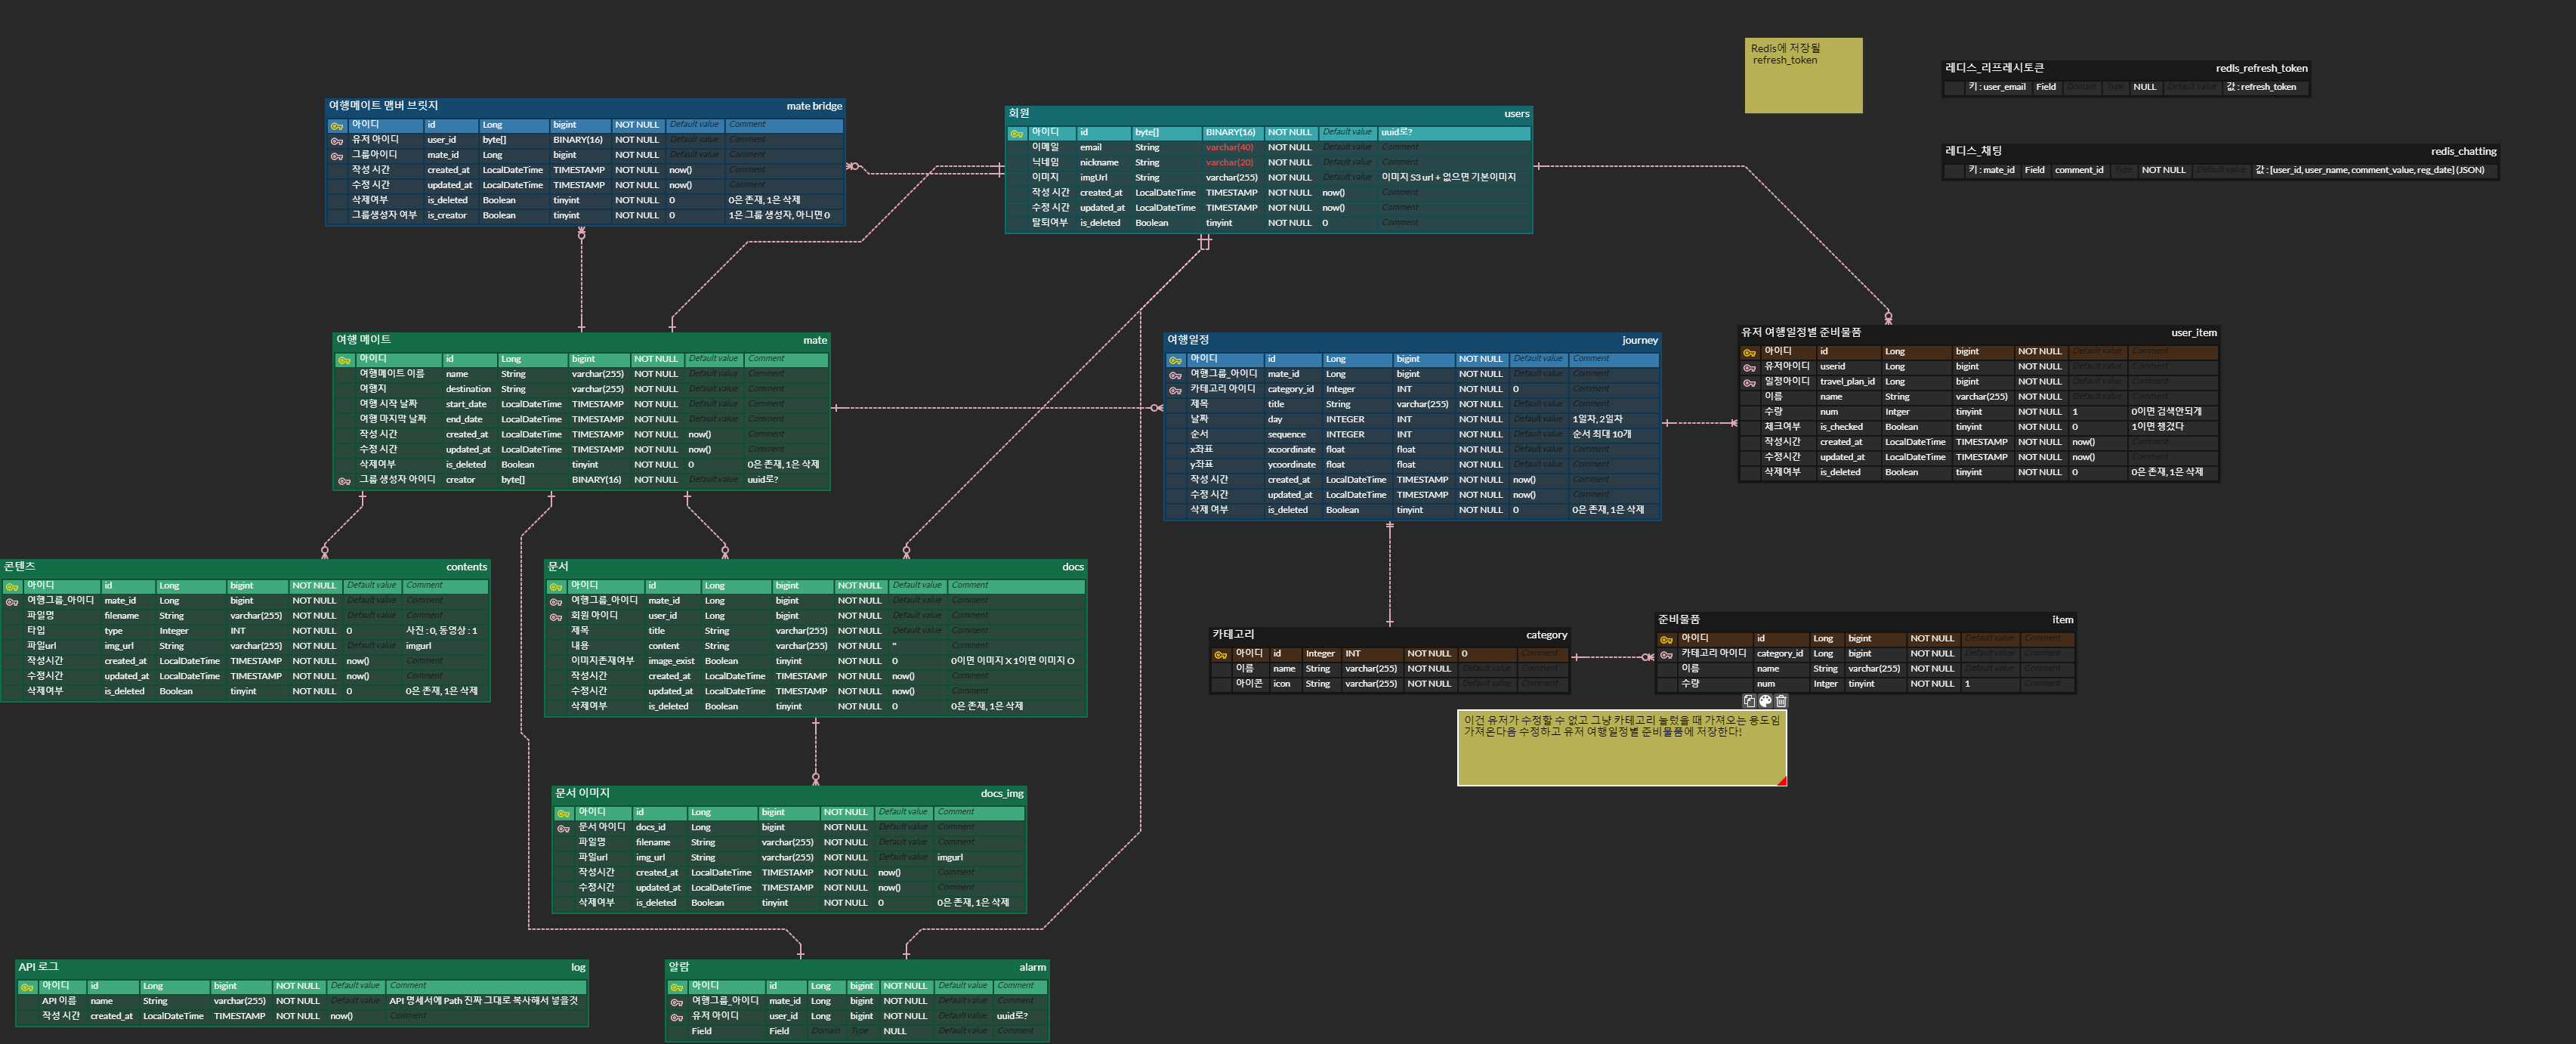 Redis에 저장될
refresh_token
레디스_리프레시토큰 redis_refresh_token
키 : user_email Field Domain Type NULL Default value 값 : refresh_token
레디스_채팅 redis_chatting
키 : mate_id Field comment_id Type NOT NULL Default value 값 : [user_id, user_name, comment_value, reg_date] (JSON)
여행메이트 맴버 브릿지 mate bridge
아이디 id Long bigint NOT NULL Default value Comment
유저 아이디 user_id byte[] BINARY(16) NOT NULL Default value Comment
그룹아이디 mate_id Long bigint NOT NULL Default value Comment
작성 시간 created_at LocalDateTime TIMESTAMP NOT NULL now() Comment
수정 시간 updated_at LocalDateTime TIMESTAMP NOT NULL now() Comment
삭제여부 is_deleted Boolean tinyint NOT NULL 0 0은 존재, 1은 삭제
그룹생성자 여부 is_creator Boolean tinyint NOT NULL 0 1은 그룹 생성자, 아니면 0
회원 users
아이디 id byte[] BINARY(16) NOT NULL Default value uuid로?
이메일 email String varchar(40) NOT NULL Default value Comment
닉네임 nickname String varchar(20) NOT NULL Default value Comment
이미지 imgUrl String varchar(255) NOT NULL Default value 이미지 S3 url + 없으면 기본이미지
작성 시간 created_at LocalDateTime TIMESTAMP NOT NULL now() Comment
수정 시간 updated_at LocalDateTime TIMESTAMP NOT NULL now() Comment
탈퇴여부 is_deleted Boolean tinyint NOT NULL 0 Comment
여행 메이트 mate
아이디 id Long bigint NOT NULL Default value Comment
여행메이트 이름 name String varchar(255) NOT NULL Default value Comment
여행지 destination String varchar(255) NOT NULL Default value Comment
여행 시작 날짜 start_date LocalDateTime TIMESTAMP NOT NULL Default value Comment
여행 마지막 날짜 end_date LocalDateTime TIMESTAMP NOT NULL Default value Comment
작성 시간 created_at LocalDateTime TIMESTAMP NOT NULL now() Comment
수정 시간 updated_at LocalDateTime TIMESTAMP NOT NULL now() Comment
삭제여부 is_deleted Boolean tinyint NOT NULL 0 0은 존재, 1은 삭제
그룹 생성자 아이디 creator byte[] BINARY(16) NOT NULL Default value uuid로?
여행일정 journey
아이디 id Long bigint NOT NULL Default value Comment
여행그룹_아이디 mate_id Long bigint NOT NULL Default value Comment
카테고리 아이디 category_id Integer INT NOT NULL 0 Comment
제목 title String varchar(255) NOT NULL Default value Comment
날짜 day INTEGER INT NOT NULL Default value 1일차, 2일차
순서 sequence INTEGER INT NOT NULL Default value 순서 최대 10개
x좌표 xcoordinate float float NOT NULL Default value Comment
y좌표 ycoordinate float float NOT NULL Default value Comment
작성 시간 created_at LocalDateTime TIMESTAMP NOT NULL now() Comment
수정 시간 updated_at LocalDateTime TIMESTAMP NOT NULL now() Comment
삭제 여부 is_deleted Boolean tinyint NOT NULL 0 0은 존재, 1은 삭제
유저 여행일정별 준비물품 user_item
아이디 id Long bigint NOT NULL Default value Comment
유저아이디 userid Long bigint NOT NULL Default value Comment
일정아이디 travel_plan_id Long bigint NOT NULL Default value Comment
이름 name String varchar(255) NOT NULL Default value Comment
수량 num Intger tinyint NOT NULL 1 0이면 검색안되게
체크여부 is_checked Boolean tinyint NOT NULL 0 1이면 챙겼다
작성시간 created_at LocalDateTime TIMESTAMP NOT NULL now() Comment
수정시간 updated_at LocalDateTime TIMESTAMP NOT NULL now() Comment
삭제여부 is_deleted Boolean tinyint NOT NULL 0 0은 존재, 1은 삭제
콘텐츠 contents
아이디 id Long bigint NOT NULL Default value Comment
여행그룹_아이디 mate_id Long bigint NOT NULL Default value Comment
파일명 filename String varchar(255) NOT NULL Default value Comment
타입 type Integer INT NOT NULL 0 사진 : 0, 동영상 : 1
파일url img_url String varchar(255) NOT NULL Default value imgurl
작성시간 created_at LocalDateTime TIMESTAMP NOT NULL now() Comment
수정시간 updated_at LocalDateTime TIMESTAMP NOT NULL now() Comment
삭제여부 is_deleted Boolean tinyint NOT NULL 0 0은 존재, 1은 삭제
문서 docs
아이디 id Long bigint NOT NULL Default value Comment
여행그룹_아이디 mate_id Long bigint NOT NULL Default value Comment
회원 아이디 user_id Long bigint NOT NULL Default value Comment
제목 title String varchar(255) NOT NULL Default value Comment
내용 content String varchar(255) NOT NULL " Comment
이미지존재여부 image_exist Boolean tinyint NOT NULL 0 0이면 이미지 X 1이면 이미지 O
작성시간 created_at LocalDateTime TIMESTAMP NOT NULL now() Comment
수정시간 updated_at LocalDateTime TIMESTAMP NOT NULL now() Comment
삭제여부 is_deleted Boolean tinyint NOT NULL 0 0은 존재, 1은 삭제
카테고리 category
아이디 id Integer INT NOT NULL 0 Comment
이름 name String varchar(255) NOT NULL Default value Comment
아이콘 icon String varchar(255) NOT NULL Default value Comment
준비물품 item
아이디 id Long bigint NOT NULL Default value Comment
카테고리 아이디 category_id Long bigint NOT NULL Default value Comment
이름 name String varchar(255) NOT NULL Default value Comment
수량 num Intger tinyint NOT NULL 1 Comment
이건 유저가 수정할 수 없고 그냥 카테고리 눌렀을 때 가져오는 용도임
가져온다음 수정하고 유저 여행일정별 준비물품에 저장한다!
문서 이미지 docs_img
아이디 id Long bigint NOT NULL Default value Comment
문서 아이디 docs_id Long bigint NOT NULL Default value Comment
파일명 filename String varchar(255) NOT NULL Default value Comment
파일url img_url String varchar(255) NOT NULL Default value imgurl
작성시간 created_at LocalDateTime TIMESTAMP NOT NULL now() Comment
수정시간 updated_at LocalDateTime TIMESTAMP NOT NULL now() Comment
삭제여부 is_deleted Boolean tinyint NOT NULL 0 0은 존재, 1은 삭제
API 로그 log
아이디 id Long bigint NOT NULL Default value Comment
API 이름 name String varchar(255) NOT NULL Default value API 명세서에 Path 진짜 그대로 복사해서 넣을것
작성 시간 created_at LocalDateTime TIMESTAMP NOT NULL now() Comment
알람 alarm
아이디 id Long bigint NOT NULL Default value Comment
여행그룹_아이디 mate_id Long bigint NOT NULL Default value Comment
유저 아이디 user_id Long bigint NOT NULL Default value uuid로?
Field Field Domain Type NULL Default value Comment